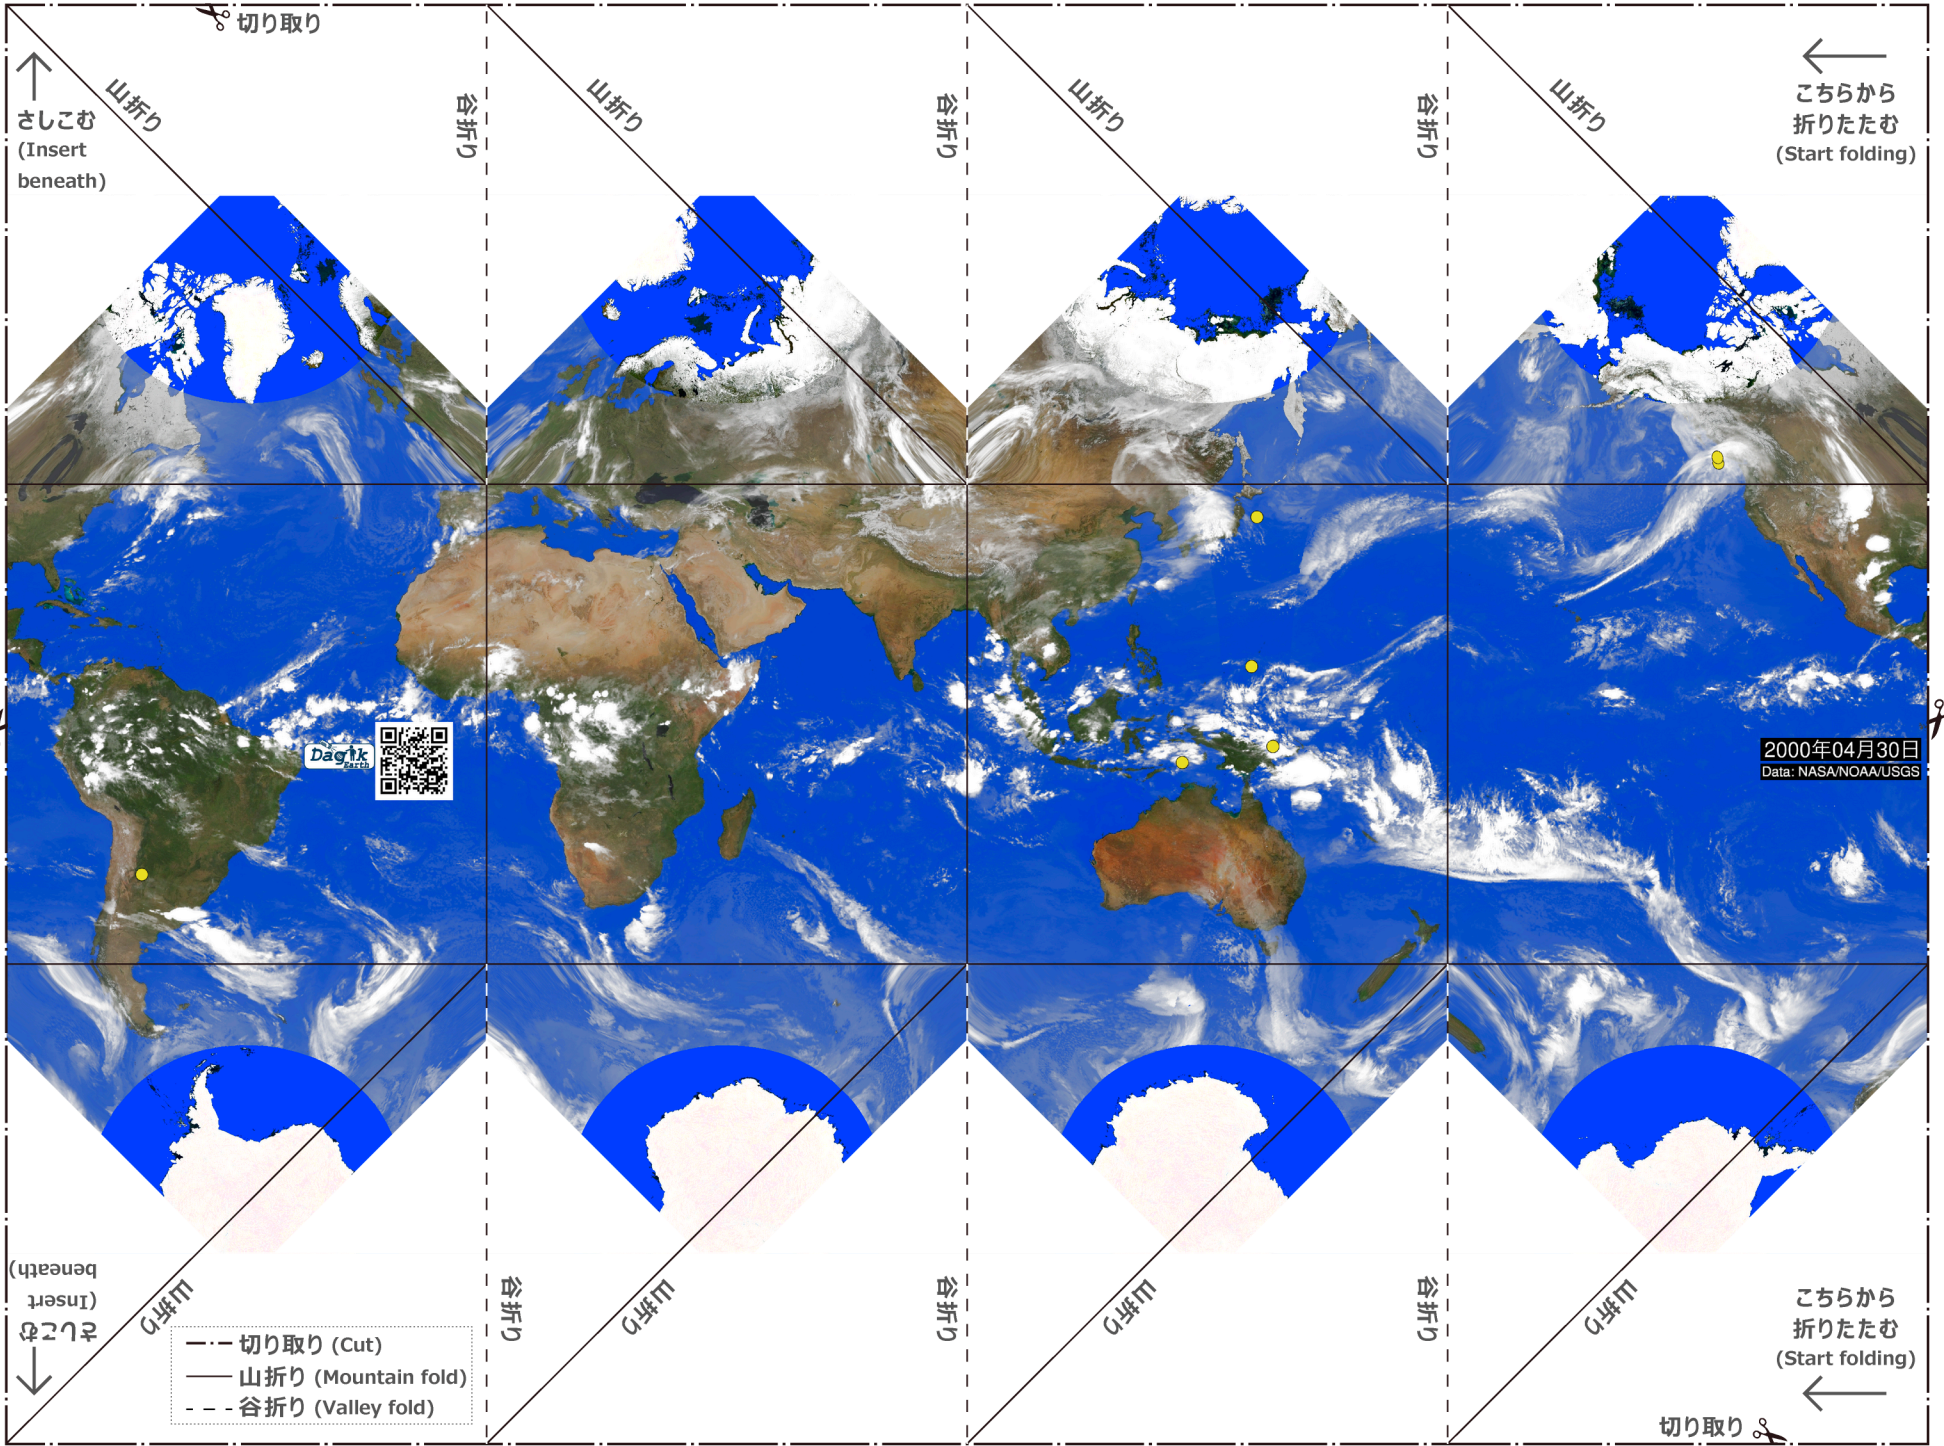 切り取り
山折り
谷折り
山折り
谷折り
山折り
谷折り
山折り
さしこむ
(Insert
beneath)
こちらから
折りたたむ
(Start folding)
Dagik
Earth
2000年04月30日
Data: NASA/NOAA/USGS
さしこむ
(Insert
beneath)
山折り
谷折り
山折り
谷折り
山折り
谷折り
山折り
こちらから
折りたたむ
(Start folding)
切り取り (Cut)
山折り (Mountain fold)
谷折り (Valley fold)
切り取り